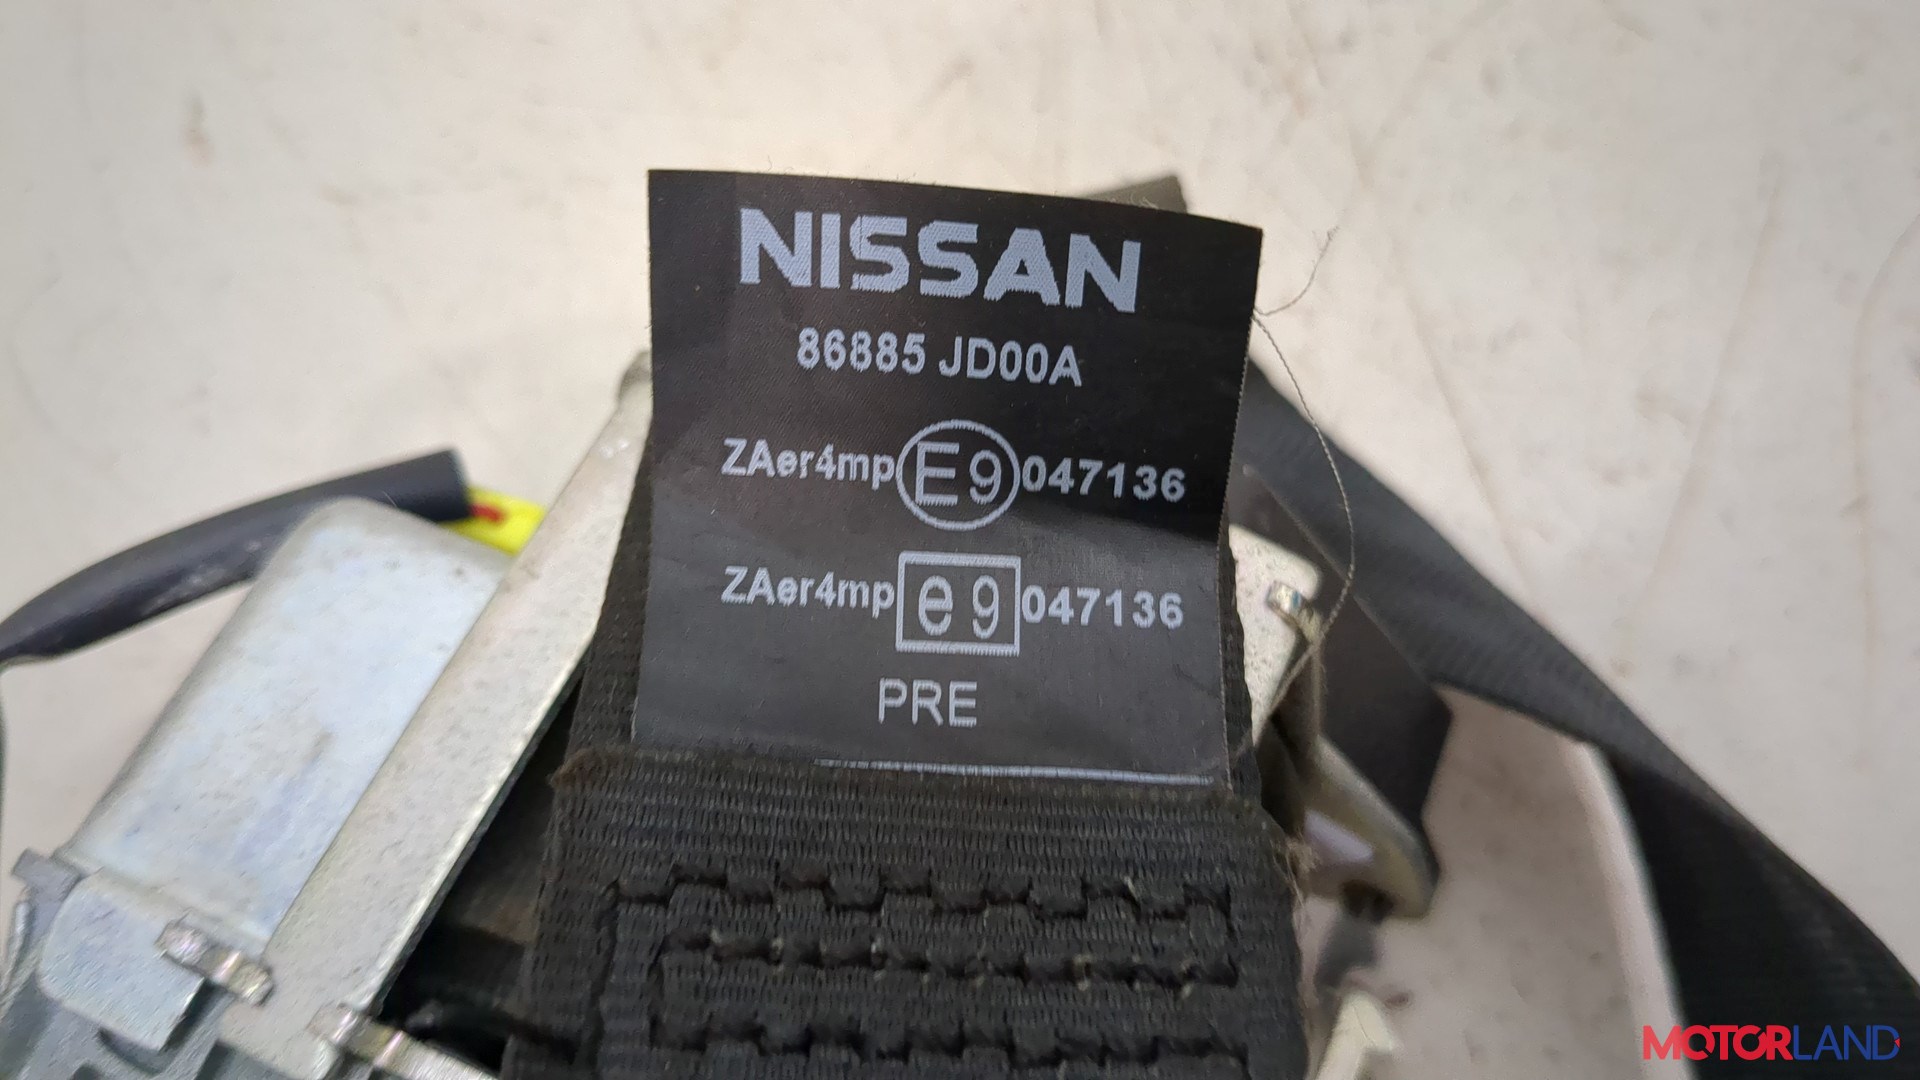 NISSAN
86885 JD00A
ZAer4mp E9 047136
ZAer4mp e9 047136
PRE
MOTORLAND